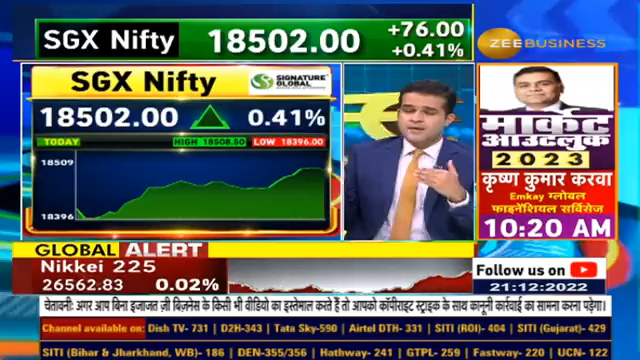 SGX Nifty 18502.00 +76.00 +0.41%
ZEE BUSINESS
SGX Nifty
SIGNATURE GLOBAL
18502.00 0.41%
TODAY HIGH 18508.50 LOW 18396.00
18509
18396
मार्केट
आउटलुक
2023
कृष्ण कुमार करवा
Emkay ग्लोबल
फाइनेंशियल सर्विसेज
10:20 AM
GLOBAL ALERT
Nikkei 225
26562.83 0.02%
Follow us on
21:12:2022
चेतावनी: अगर आप बिना इजाजत ज़ी बिज़नेस के किसी भी वीडियो का इस्तेमाल करते हैं तो आपको कॉपीराइट स्ट्राइक के साथ कानूनी कार्रवाई का सामना करना पड़ेगा.
Channel available on: Dish TV- 731 | D2H-343 | Tata Sky-590 | Airtel DTH- 331 | SITI (ROI) - 404 | SITI (Gujarat) - 429
SITI (Bihar & Jharkhand, WB) - 186 | DEN-355/356 | Hathway- 241 | GTPL- 259 | Fastway- 220 | UCN- 122